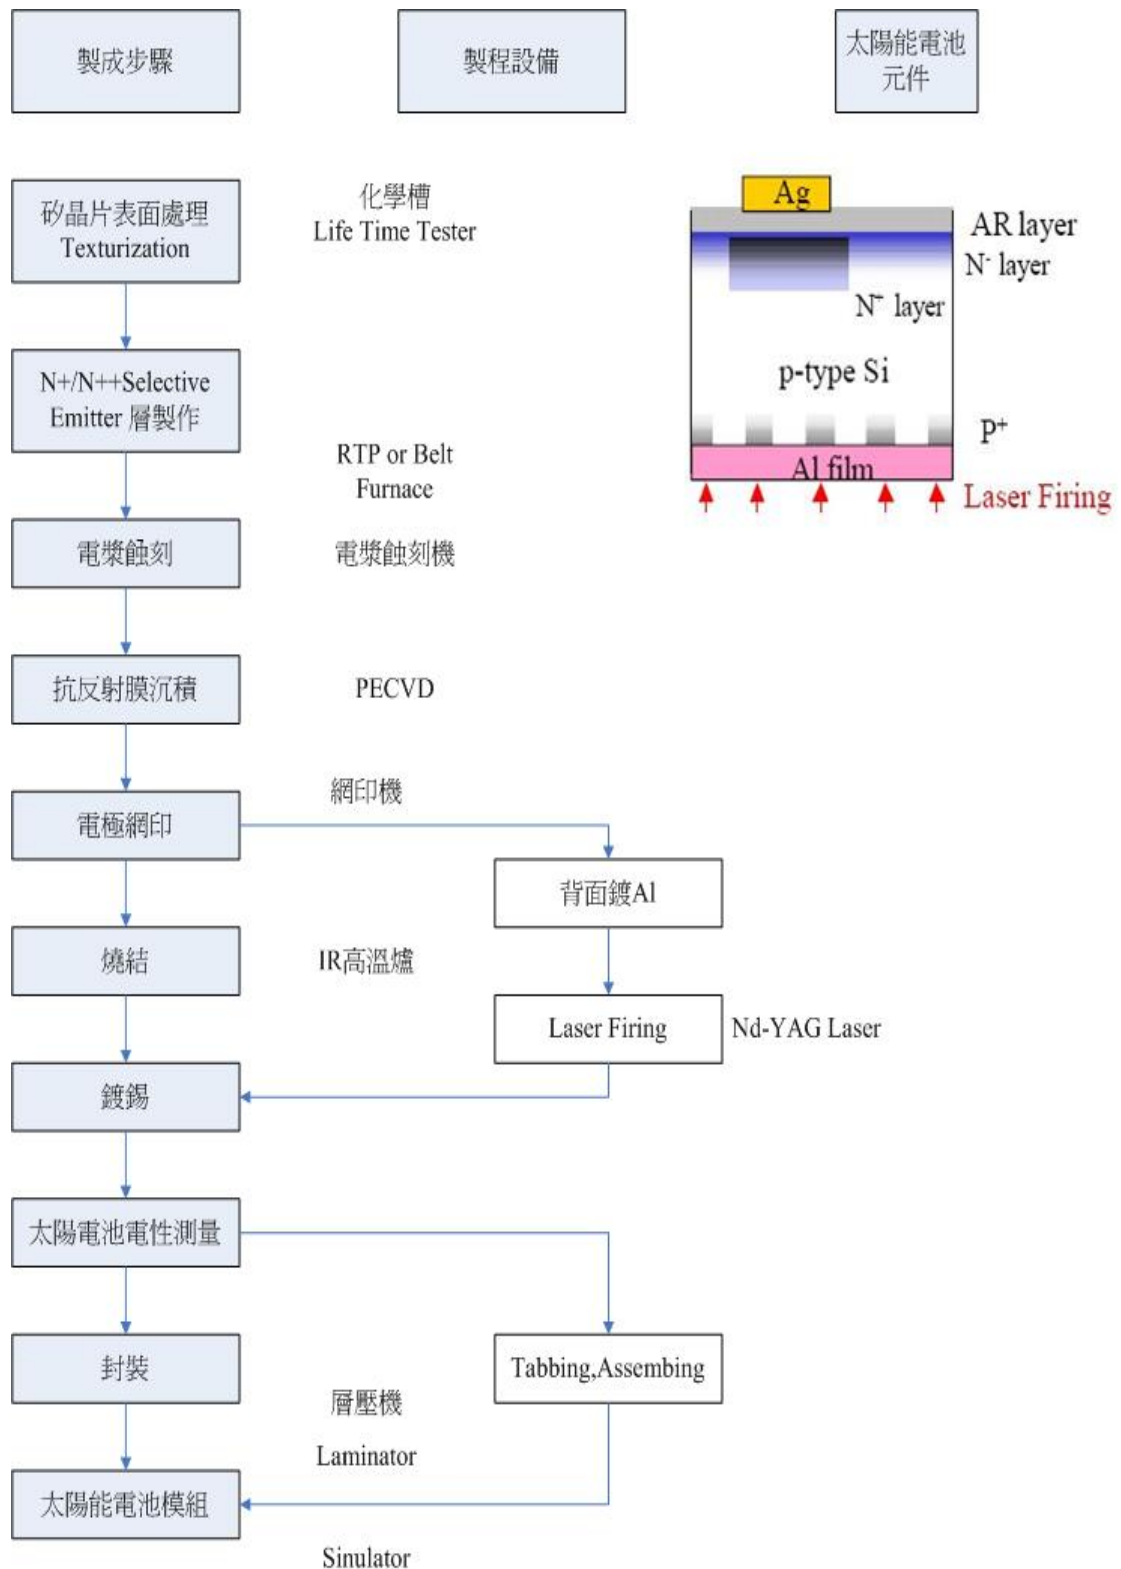 製成步驟
製程設備
太陽能電池
元件
矽晶片表面處理
Texturization
化學槽
Life Time Tester
Ag
AR layer
N- layer
N+ layer
p-type Si
P+
Al film
Laser Firing
N+/N++Selective
Emitter 層製作
RTP or Belt
Furnace
電漿蝕刻
電漿蝕刻機
抗反射膜沉積
PECVD
網印機
電極網印
背面鍍Al
燒結
IR高溫爐
Laser Firing
Nd-YAG Laser
鍍錫
太陽電池電性測量
封裝
Tabbing,Assembing
層壓機
Laminator
太陽能電池模組
Sinulator